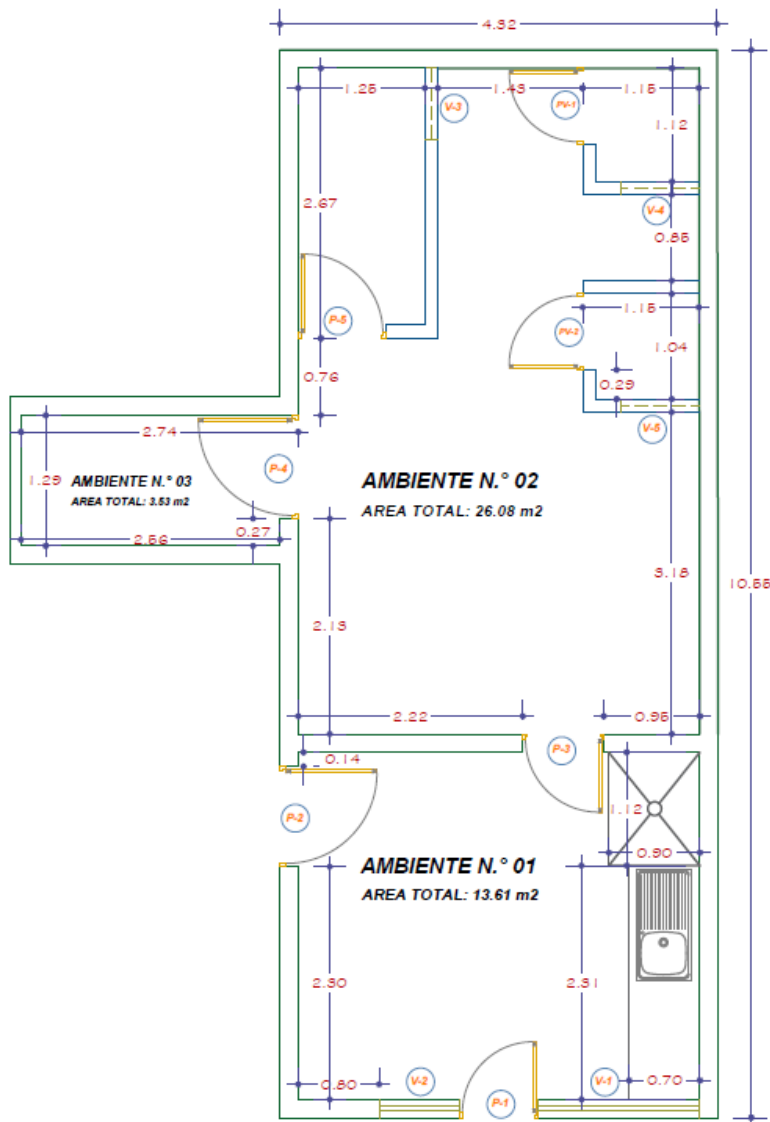 4.32
1.25
V-3
1.43
PV-1
1.15
1.12
2.67
V-4
0.85
P-5
PV-2
1.15
1.04
0.76
0.29
V-5
2.74
P-4
1.29
AMBIENTE N.° 03
AREA TOTAL: 3.53 m2
AMBIENTE N.° 02
AREA TOTAL: 26.08 m2
0.27
2.56
3.18
10.55
2.13
2.22
0.95
P-3
0.14
P-2
1.12
0.90
AMBIENTE N.° 01
AREA TOTAL: 13.61 m2
2.30
2.31
0.80
V-2
P-1
V-1
0.70